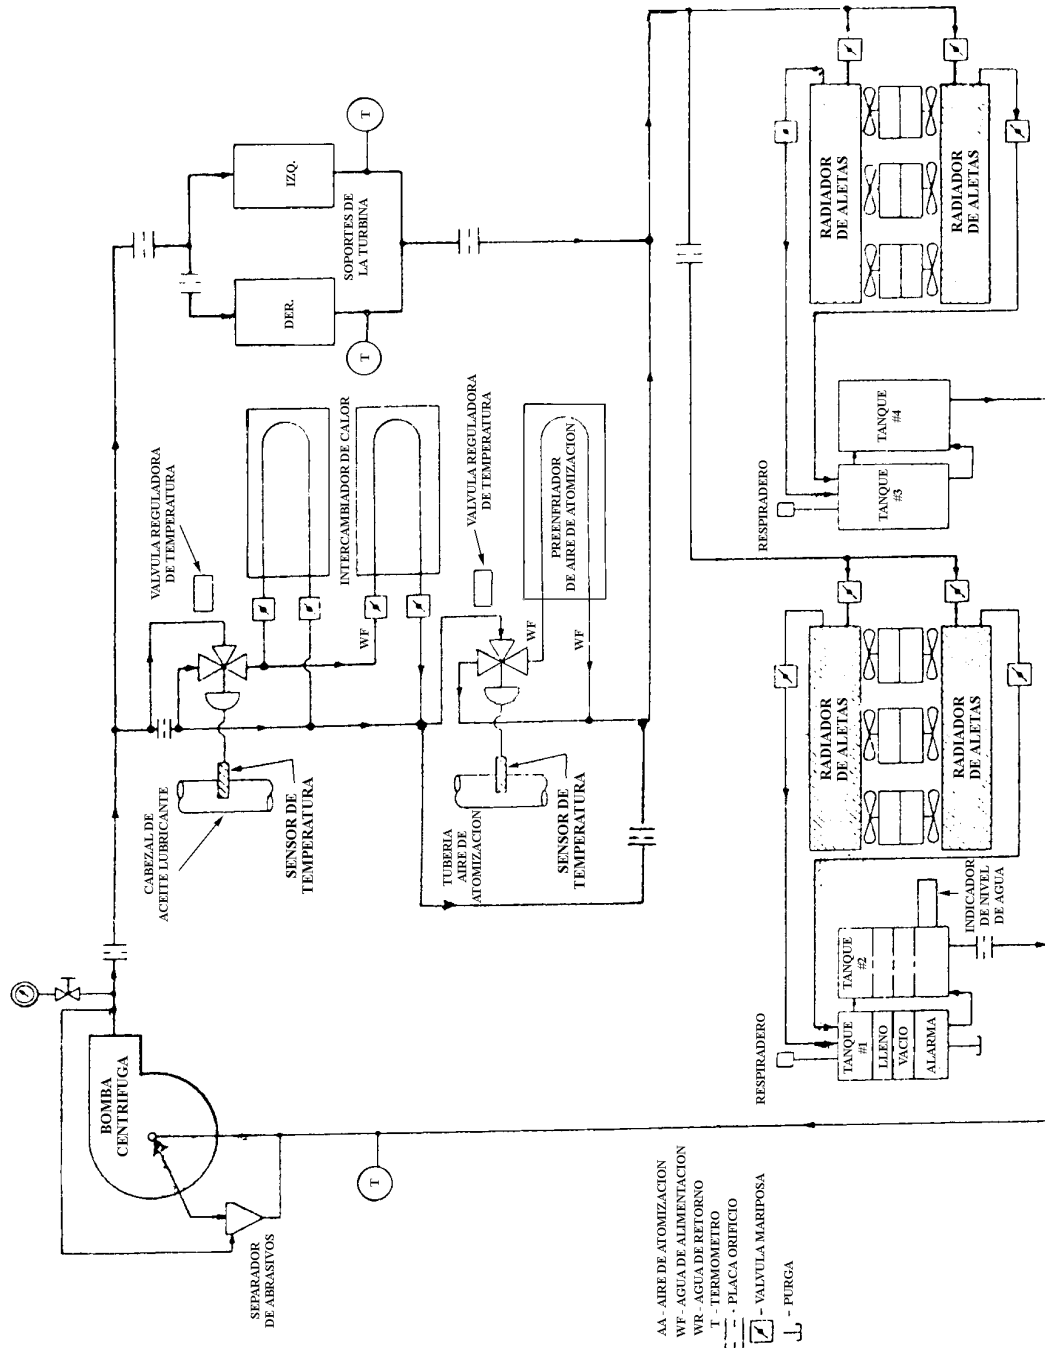 BOMBA
CENTRIFUGA
SEPARADOR
DE ABRASIVOS
T
CABEZAL DE
ACEITE LUBRICANTE
SENSOR DE
TEMPERATURA
VALVULA REGULADORA
DE TEMPERATURA
INTERCAMBIADOR DE CALOR
WF
DER.
IZQ.
SOPORTES DE
LA TURBINA
T
T
TUBERIA
AIRE DE
ATOMIZACION
SENSOR DE
TEMPERATURA
VALVULA REGULADORA
DE TEMPERATURA
WF
WF
PREENFRIADOR
DE AIRE DE ATOMIZACION
RESPIRADERO
TANQUE
#1
LLENO
VACIO
ALARMA
TANQUE
#2
INDICADOR
DE NIVEL
DE AGUA
RADIADOR
DE ALETAS
RADIADOR
DE ALETAS
RESPIRADERO
TANQUE
#3
TANQUE
#4
RADIADOR
DE ALETAS
RADIADOR
DE ALETAS
AA - AIRE DE ATOMIZACION
WF - AGUA DE ALIMENTACION
WR - AGUA DE RETORNO
T - TERMOMETRO
- PLACA ORIFICIO
- VALVULA MARIPOSA
- PURGA